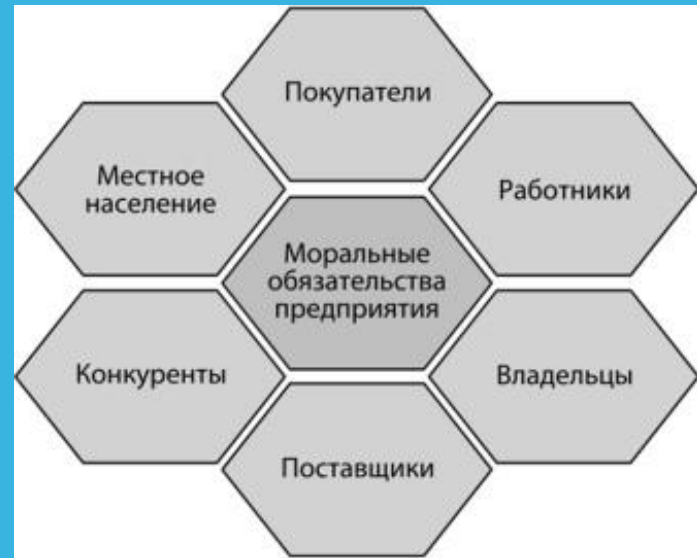 Покупатели
Местное
население
Работники
Моральные
обязательства
предприятия
Конкуренты
Владельцы
Поставщики